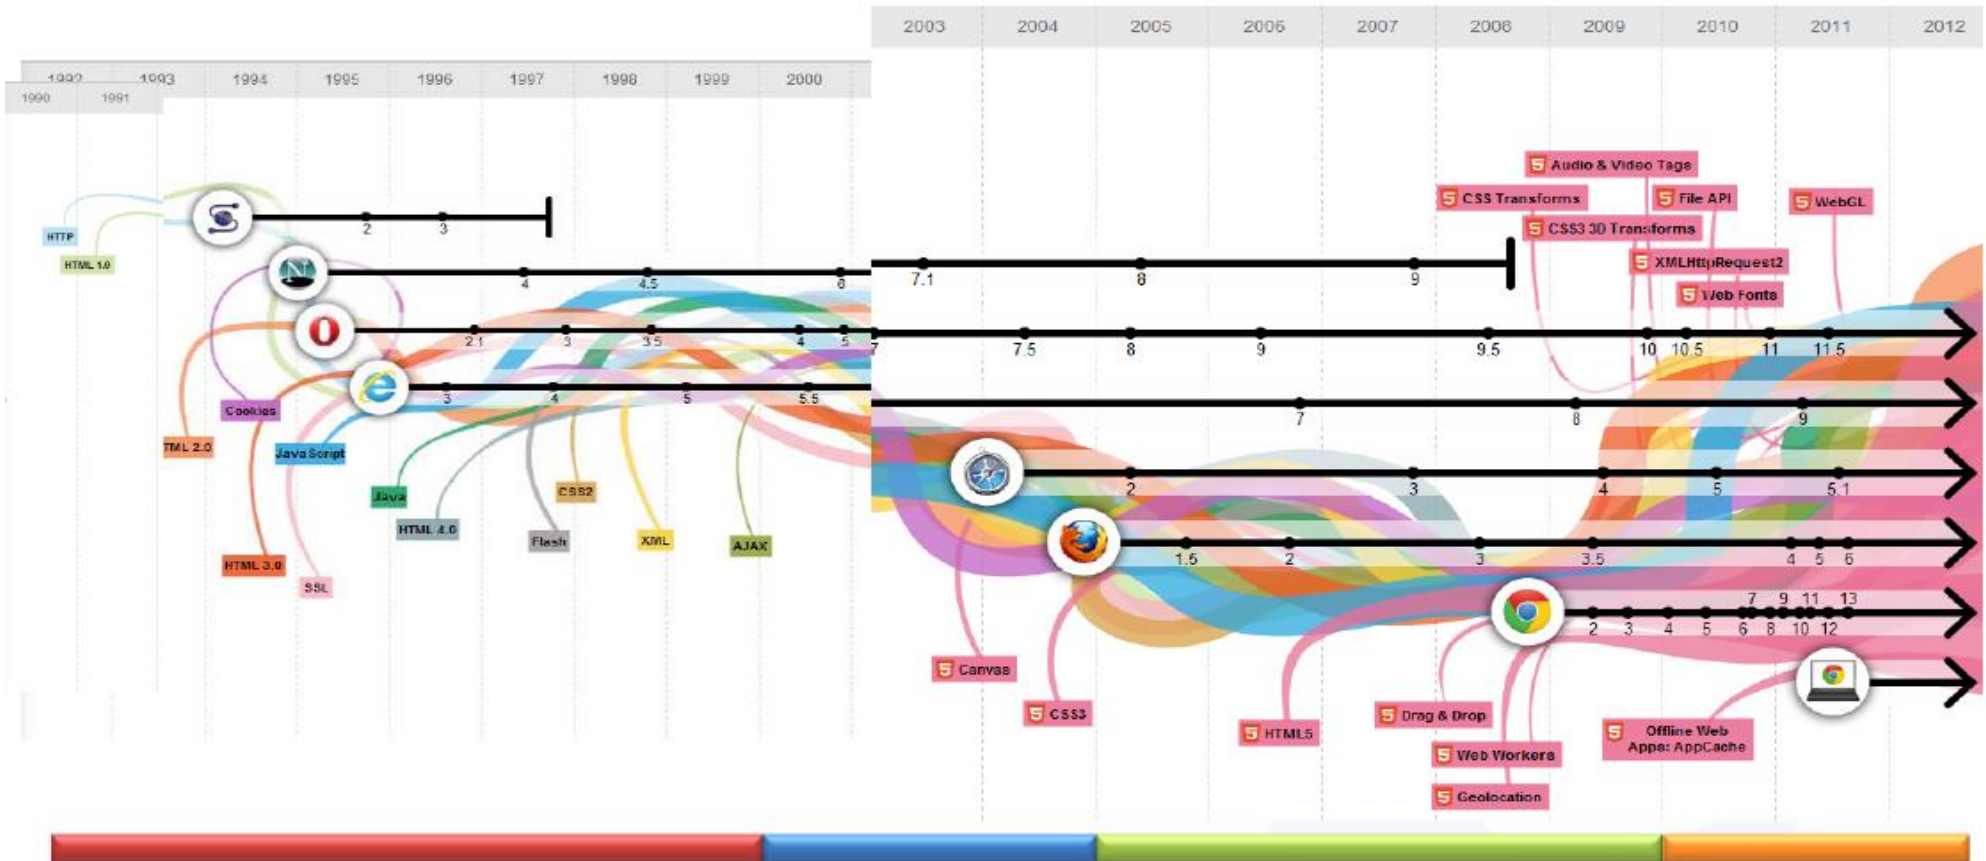 2003 2004 2005 2006 2007 2008 2009 2010 2011 2012
1992 1993 1994 1995 1996 1997 1998 1999 2000
1990 1991
Audio & Video Tags
CSS Transforms
File API
WebGL
CSS3 3D Transforms
XMLHttpRequest2
Web Fonts
HTTP
HTML 1.0
2 3
N
4 4.5 6
7.1 8 9
2.1 3 3.5 4 5
7 7.5 8 9 9.5 10 10.5 11 11.5
3 4 5 5.5
7 8 9
2 3 4 5 5.1
1.5 2 3 3.5 4 5 6
7 9 11 13
2 3 4 5 6 8 10 12
Cookies
TML 2.0
JavaScript
Java
CSS2
HTML 4.0
Flash
XML
AJAX
HTML 3.0
SSL
5 Canvas
5 CSS3
5 HTML5
5 Drag & Drop
5 Web Workers
5 Geolocation
5 Offline Web
Apps: AppCache